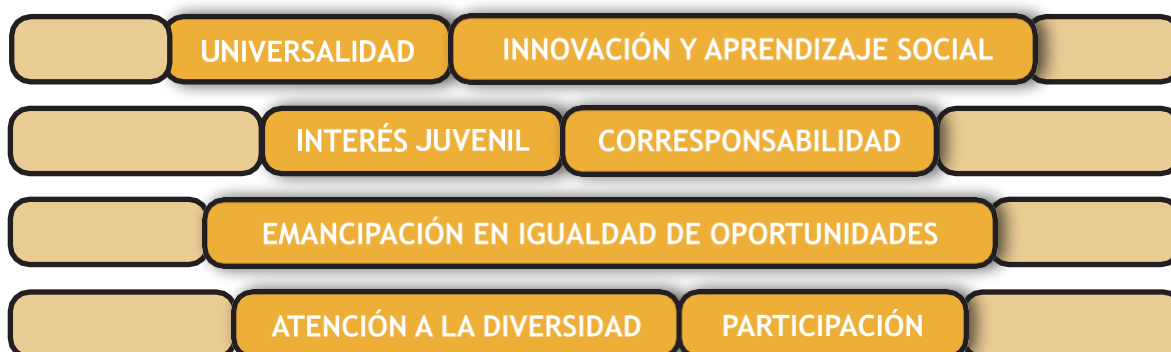 UNIVERSALIDAD INNOVACIÓN Y APRENDIZAJE SOCIAL
INTERÉS JUVENIL CORRESPONSABILIDAD
EMANCIPACIÓN EN IGUALDAD DE OPORTUNIDADES
ATENCIÓN A LA DIVERSIDAD PARTICIPACIÓN